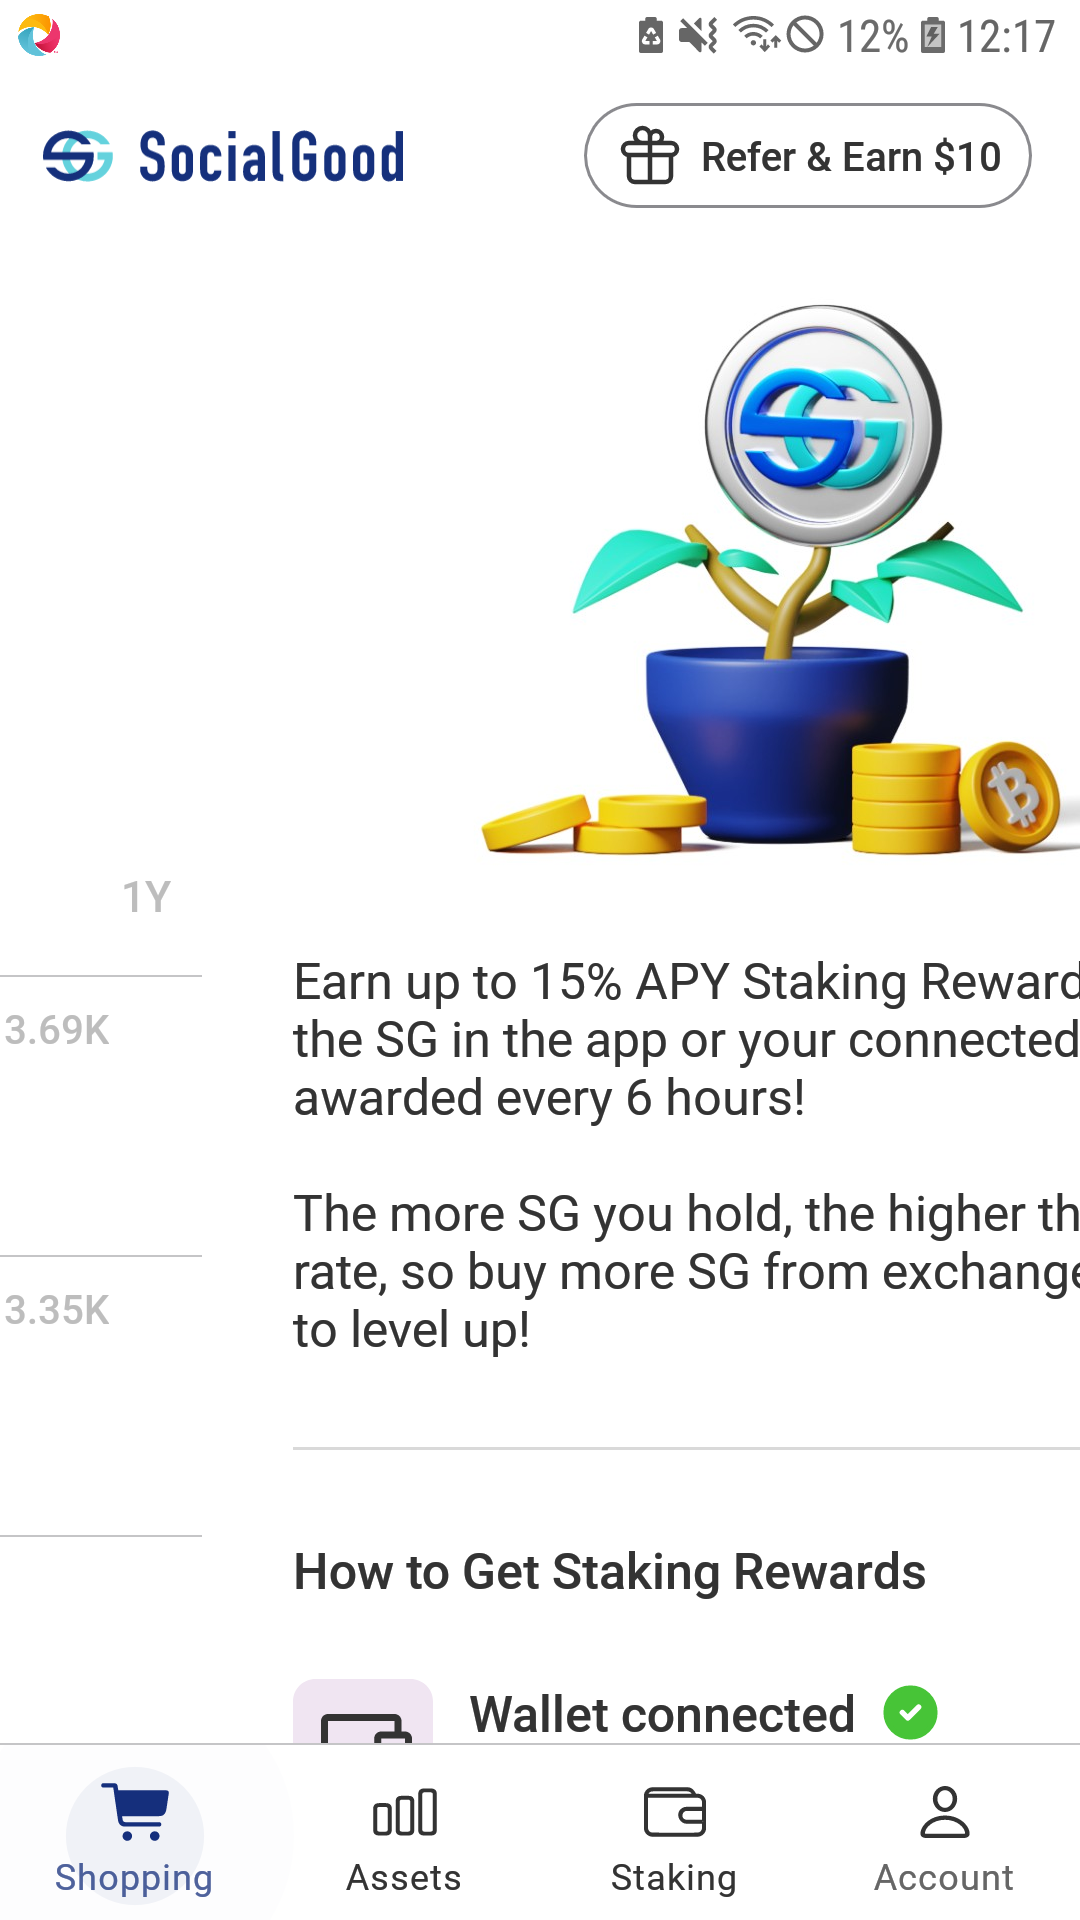 12% 12:17
SocialGood
Refer & Earn $10
1Y
3.69K
3.35K
Earn up to 15% APY Staking Reward
the SG in the app or your connected
awarded every 6 hours!
The more SG you hold, the higher th
rate, so buy more SG from exchange
to level up!
How to Get Staking Rewards
Wallet connected
Shopping
Assets
Staking
Account